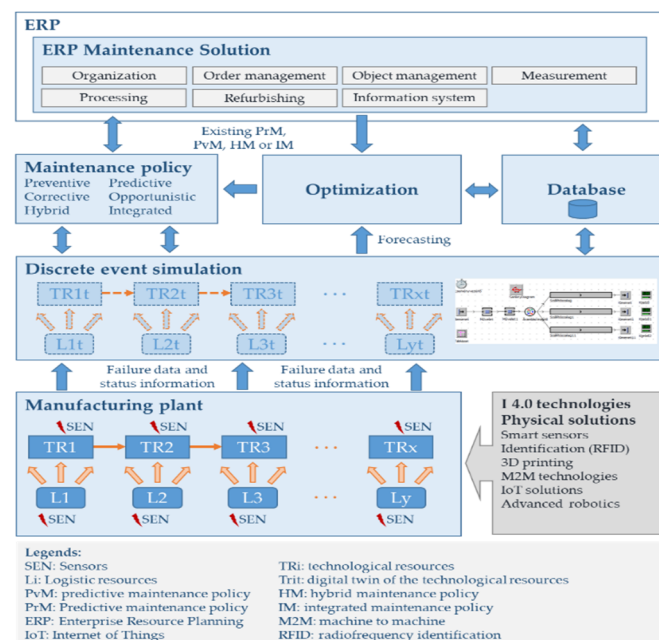 ERP
ERP Maintenance Solution
Organization
Order management
Object management
Measurement
Processing
Refurbishing
Information system
Existing PrM,
PvM, HM or IM
Maintenance policy
Preventive Predictive
Corrective Opportunistic
Hybrid Integrated
Optimization
Database
Forecasting
Discrete event simulation
TR1t
TR2t
TR3t
...
TRxt
L1t
L2t
L3t
...
Lyt
Failure data and
status information
Failure data and
status information
Manufacturing plant
SEN
SEN
SEN
SEN
TR1
TR2
TR3
...
TRx
L1
L2
L3
...
Ly
SEN
SEN
SEN
SEN
I 4.0 technologies
Physical solutions
Smart sensors
Identification (RFID)
3D printing
M2M technologies
IoT solutions
Advanced robotics
Legends:
SEN: Sensors
Li: Logistic resources
PvM: predictive maintenance policy
PrM: Predictive maintenance policy
ERP: Enterprise Resource Planning
IoT: Internet of Things
TRi: technological resources
Trit: digital twin of the technological resources
HM: hybrid maintenance policy
IM: integrated maintenance policy
M2M: machine to machine
RFID: radiofrequency identification